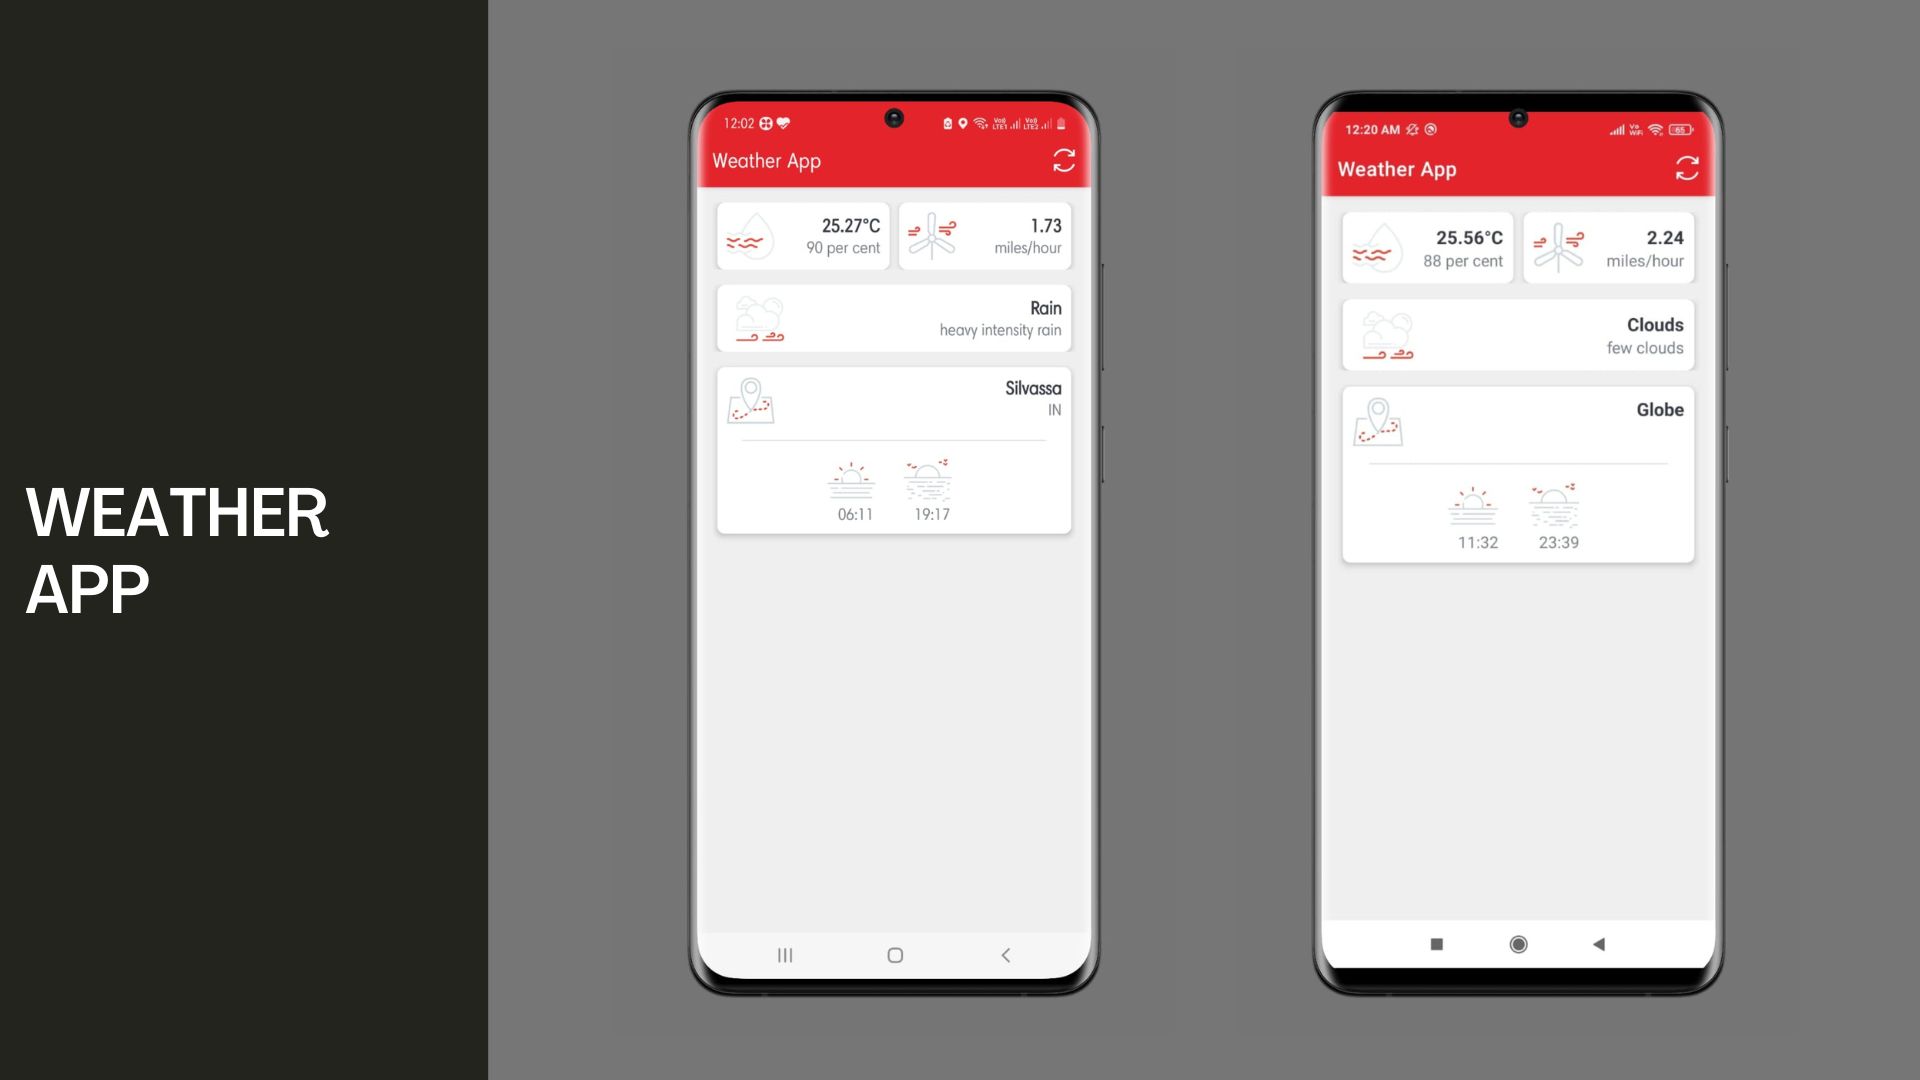 WEATHER
APP
12:02
Weather App
25.27°C
90 per cent
1.73
miles/hour
Rain
heavy intensity rain
Silvassa
IN
06:11
19:17
12:20 AM
65
Weather App
25.56°C
88 per cent
2.24
miles/hour
Clouds
few clouds
Globe
11:32
23:39